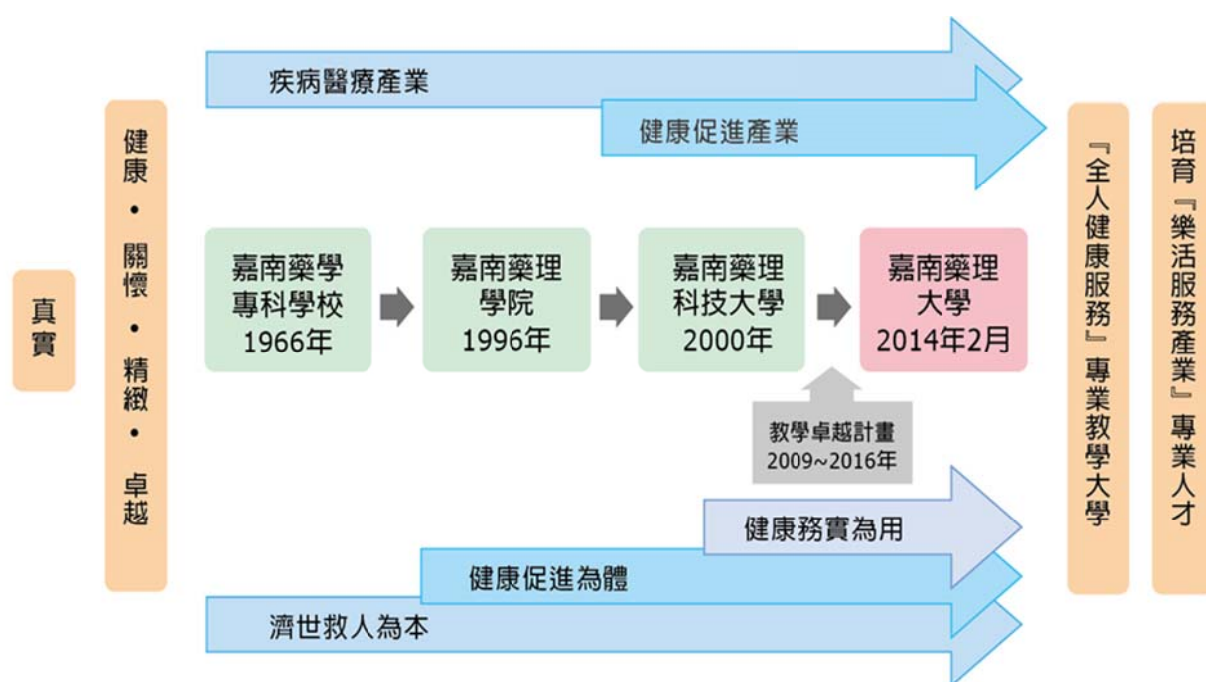 疾病醫療產業
健康促進產業
真實
健康・關懷・精緻・卓越
嘉南藥學
專科學校
1966年
嘉南藥理
學院
1996年
嘉南藥理
科技大學
2000年
嘉南藥理
大學
2014年2月
教學卓越計畫
2009~2016年
健康務實為用
健康促進為體
濟世救人為本
『全人健康服務』專業教學大學
培育『樂活服務產業』專業人才